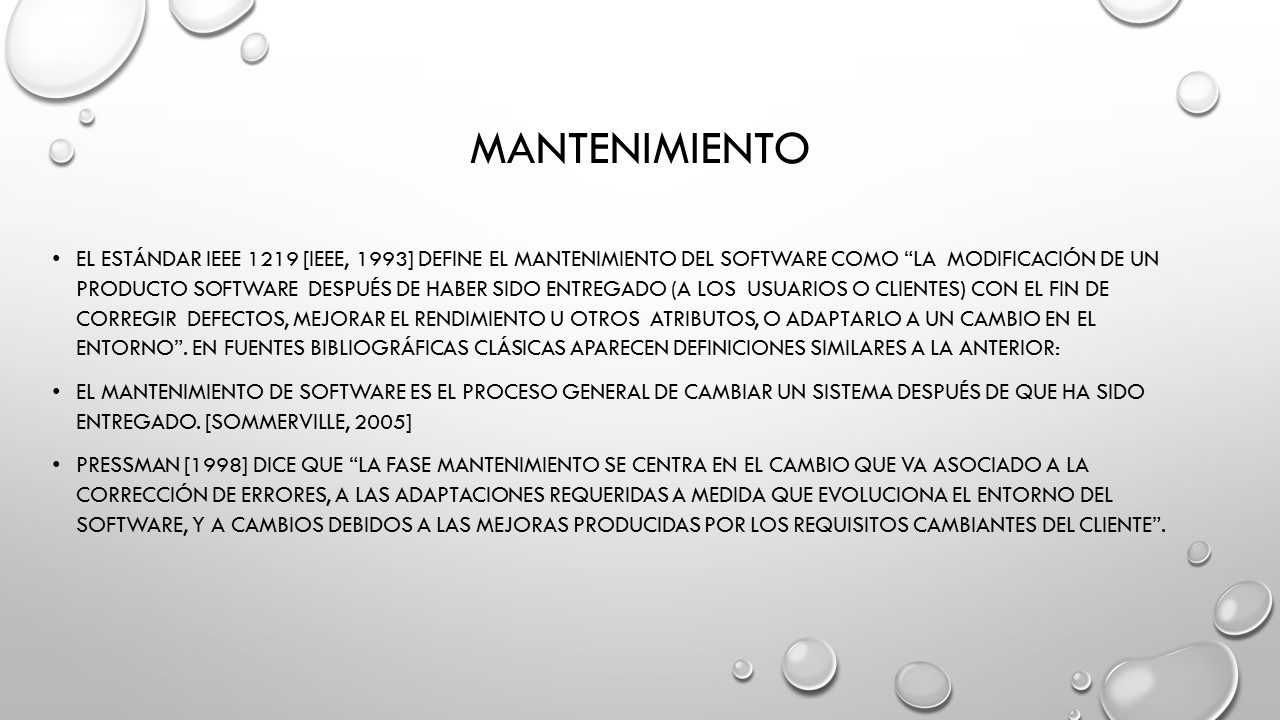 MANTENIMIENTO
• EL ESTÁNDAR IEEE 1219 [IEEE, 1993] DEFINE EL MANTENIMIENTO DEL SOFTWARE COMO “LA MODIFICACIÓN DE UN
PRODUCTO SOFTWARE DESPUÉS DE HABER SIDO ENTREGADO (A LOS USUARIOS O CLIENTES) CON EL FIN DE
CORREGIR DEFECTOS, MEJORAR EL RENDIMIENTO U OTROS ATRIBUTOS, O ADAPTARLO A UN CAMBIO EN EL
ENTORNO”. EN FUENTES BIBLIOGRÁFICAS CLÁSICAS APARECEN DEFINICIONES SIMILARES A LA ANTERIOR:
• EL MANTENIMIENTO DE SOFTWARE ES EL PROCESO GENERAL DE CAMBIAR UN SISTEMA DESPUÉS DE QUE HA SIDO
ENTREGADO. [SOMMERVILLE, 2005]
• PRESSMAN [1998] DICE QUE “LA FASE MANTENIMIENTO SE CENTRA EN EL CAMBIO QUE VA ASOCIADO A LA
CORRECCIÓN DE ERRORES, A LAS ADAPTACIONES REQUERIDAS A MEDIDA QUE EVOLUCIONA EL ENTORNO DEL
SOFTWARE, Y A CAMBIOS DEBIDOS A LAS MEJORAS PRODUCIDAS POR LOS REQUISITOS CAMBIANTES DEL CLIENTE”.